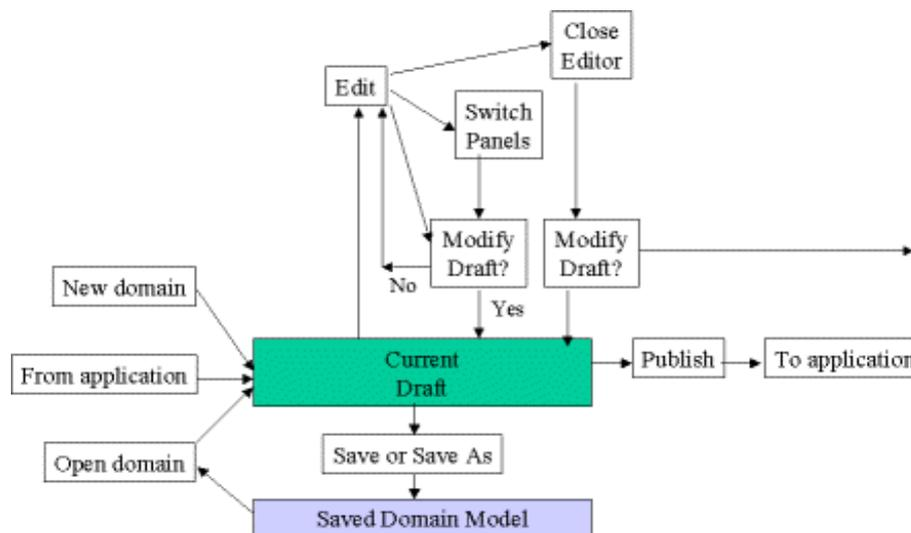 Close
Editor
Edit
Switch
Panels
Modify
Draft?
Modify
Draft?
No
Yes
New domain
From application
Current
Draft
Publish
To application
Open domain
Save or Save As
Saved Domain Model